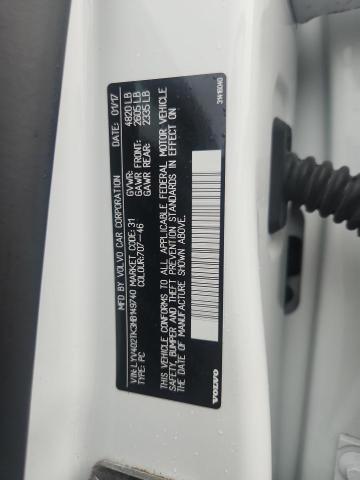 MFD BY VOLVO CAR CORPORATION DATE: 01/17
GVWR: 4820 LB
GAWR FRONT: 2605 LB
GAWR REAR: 2335 LB
VIN: LYV402TK3HB149740 MARKET CODE: 31
TYPE: PC COLOUR:707-46
THIS VEHICLE CONFORMS TO ALL APPLICABLE FEDERAL MOTOR VEHICLE
SAFETY, BUMPER AND THEFT PREVENTION STANDARDS IN EFFECT ON
THE DATE OF MANUFACTURE SHOWN ABOVE
VOLVO 31416040